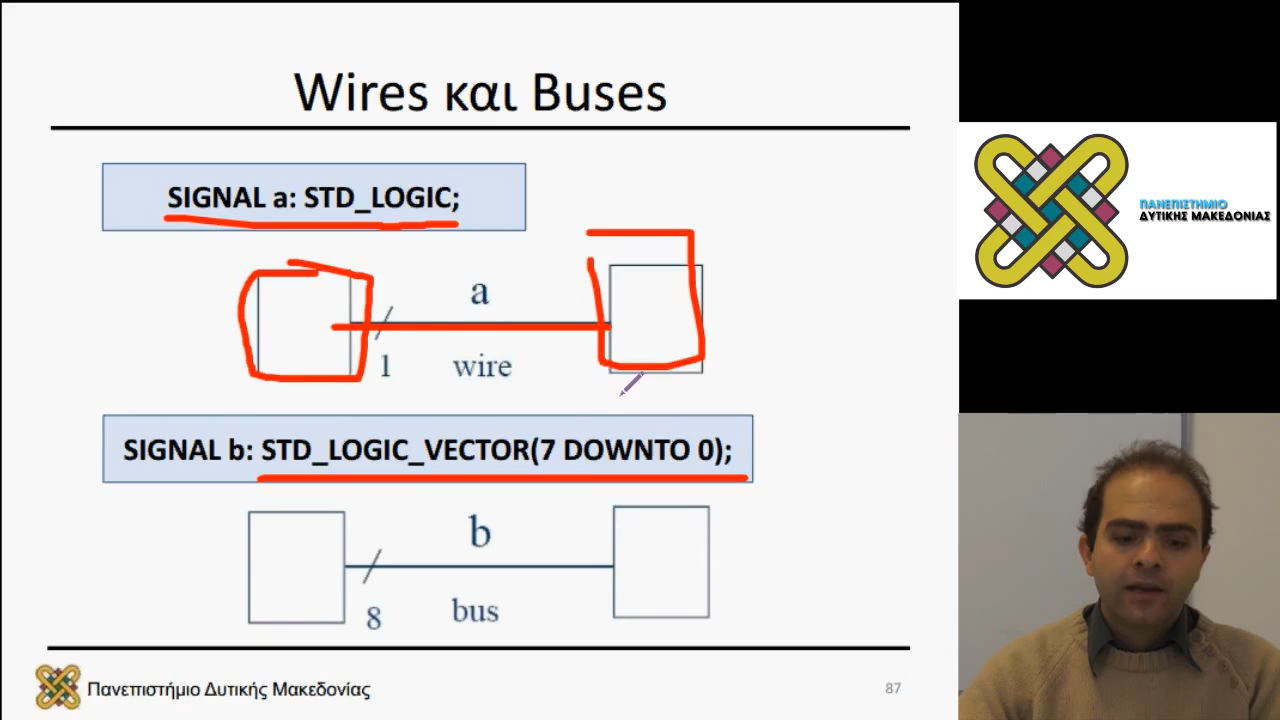 Wires και Buses
SIGNAL a: STD_LOGIC;
a
1
wire
SIGNAL b: STD_LOGIC_VECTOR(7 DOWNTO 0);
b
8
bus
Πανεπιστήμιο Δυτικής Μακεδονίας
87
ΠΑΝΕΠΙΣΤΗΜΙΟ
ΔΥΤΙΚΗΣ ΜΑΚΕΔΟΝΙΑΣ